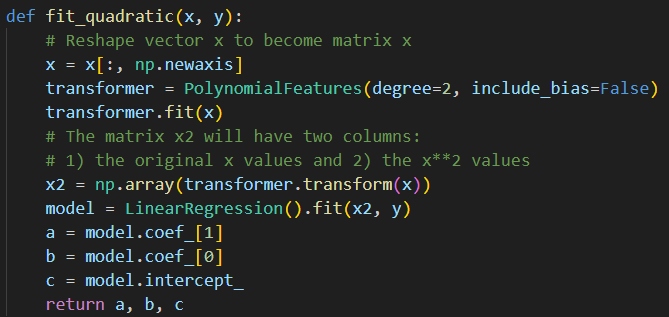 def fit_quadratic(x, y):
    # Reshape vector x to become matrix x
    x = x[:, np.newaxis]
    transformer = PolynomialFeatures(degree=2, include_bias=False)
    transformer.fit(x)
    # The matrix x2 will have two columns:
    # 1) the original x values and 2) the x**2 values
    x2 = np.array(transformer.transform(x))
    model = LinearRegression().fit(x2, y)
    a = model.coef_[1]
    b = model.coef_[0]
    c = model.intercept_
    return a, b, c